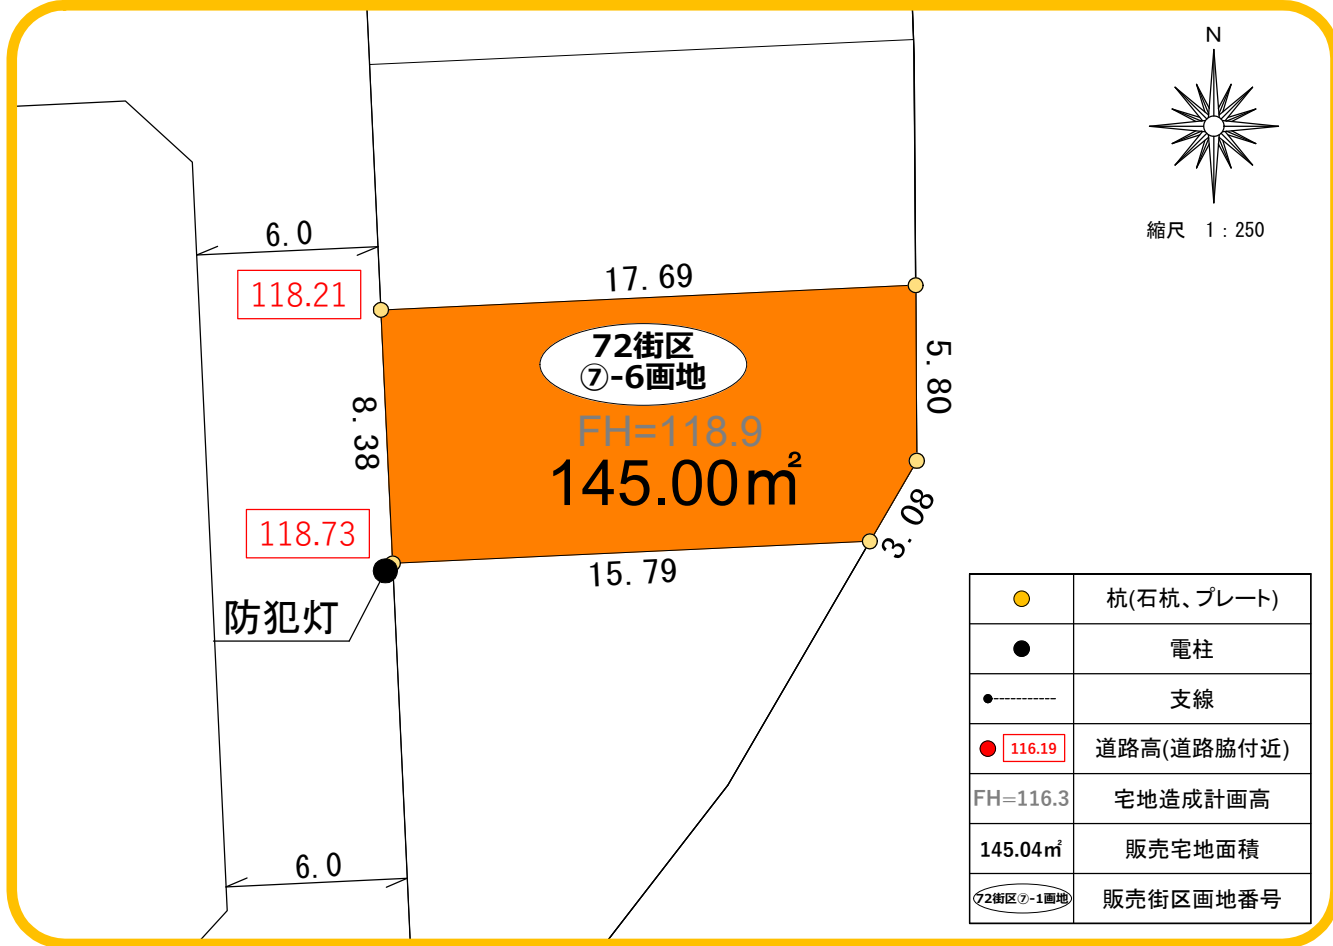 N
縮尺 1：250
6.0
118.21
17.69
72街区
⑦-6画地
5.80
8.38
FH=118.9
145.00㎡
3.08
118.73
15.79
防犯灯
6.0
杭(石杭、プレート)
電柱
支線
116.19 道路高(道路脇付近)
FH=116.3 宅地造成計画高
145.04㎡ 販売宅地面積
72街区⑦-1画地 販売街区画地番号